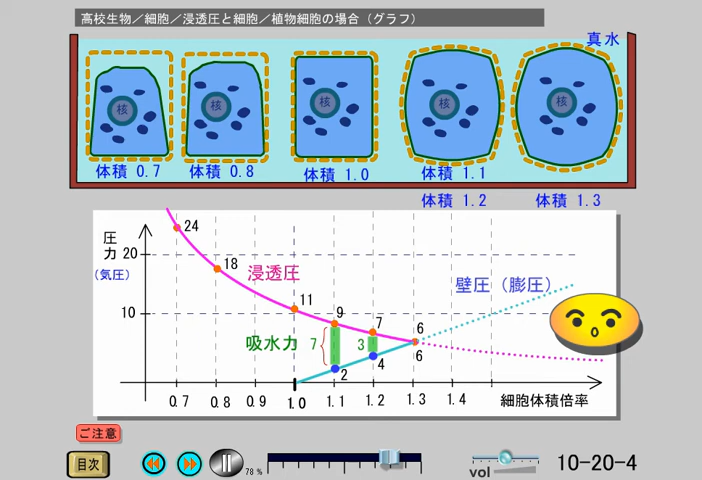 高校生物／細胞／浸透圧と細胞／植物細胞の場合（グラフ）
真水
核 核 核 核 核
体積 0.7 体積 0.8 体積 1.0 体積 1.1
体積 1.2 体積 1.3
圧力
(気圧)
20
10
24
18
11
9
7
6
浸透圧
壁圧（膨圧）
吸水力 7 3
2
4
6
0.7 0.8 0.9 1.0 1.1 1.2 1.3 1.4 細胞体積倍率
ご注意
目次
78 %
vol
10-20-4